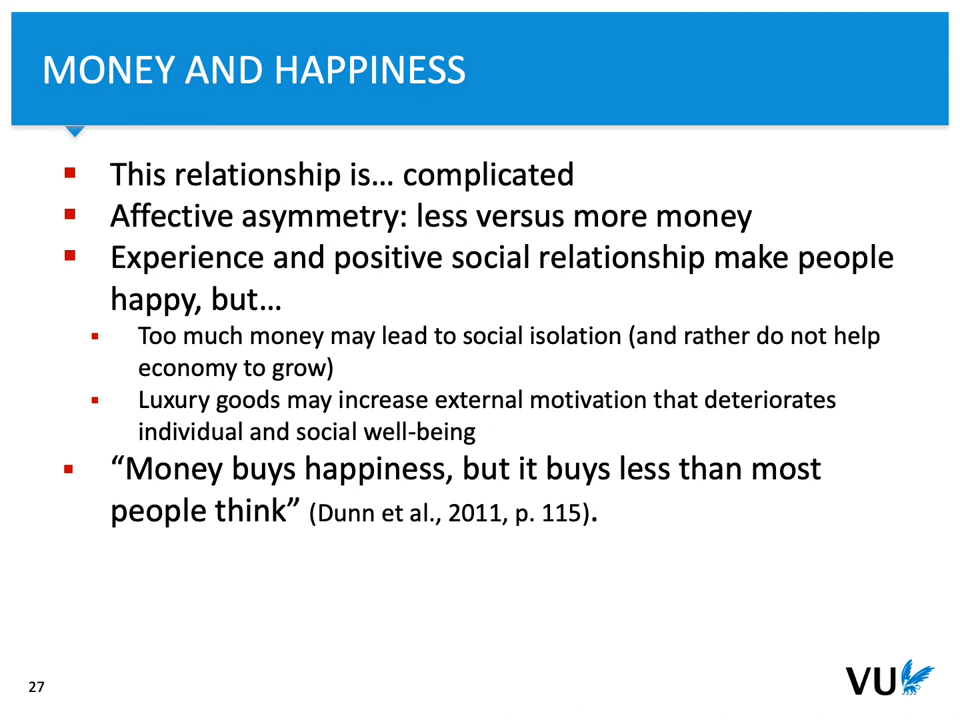 MONEY AND HAPPINESS
This relationship is… complicated
Affective asymmetry: less versus more money
Experience and positive social relationship make people
happy, but…
Too much money may lead to social isolation (and rather do not help
economy to grow)
Luxury goods may increase external motivation that deteriorates
individual and social well-being
“Money buys happiness, but it buys less than most
people think” (Dunn et al., 2011, p. 115).
27
VU